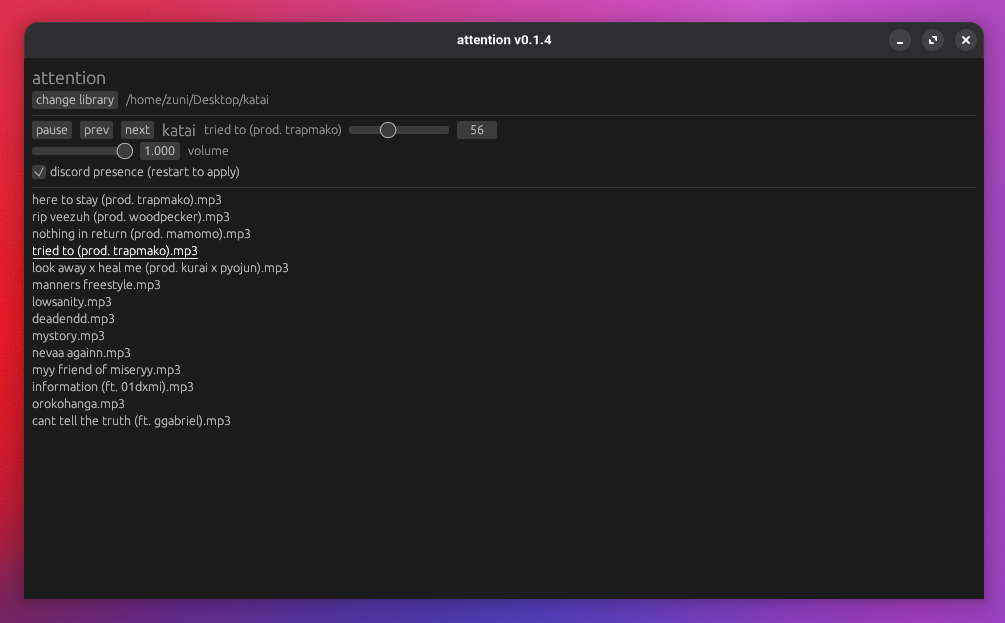 attention v0.1.4
attention
change library /home/zuni/Desktop/katai
pause prev next katai tried to (prod. trapmako) 56
1.000 volume
discord presence (restart to apply)
here to stay (prod. trapmako).mp3
rip veezuh (prod. woodpecker).mp3
nothing in return (prod. mamomo).mp3
tried to (prod. trapmako).mp3
look away x heal me (prod. kurai x pyojun).mp3
manners freestyle.mp3
lowsanity.mp3
deadendd.mp3
mystory.mp3
nevaa againn.mp3
myy friend of miseryy.mp3
information (ft. 01dxmi).mp3
orokohanga.mp3
cant tell the truth (ft. ggabriel).mp3